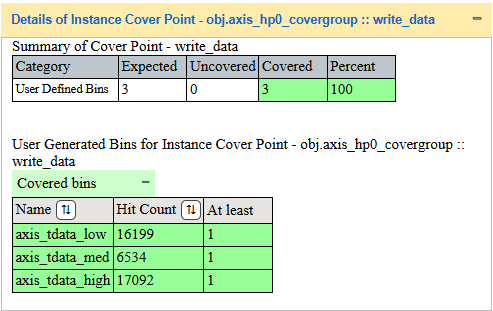 Details of Instance Cover Point - obj.axis_hp0_covergroup :: write_data
Summary of Cover Point - write_data
Category Expected Uncovered Covered Percent
User Defined Bins 3 0 3 100
User Generated Bins for Instance Cover Point - obj.axis_hp0_covergroup ::
write_data
Covered bins
Name Hit Count At least
axis_tdata_low 16199 1
axis_tdata_med 6534 1
axis_tdata_high 17092 1